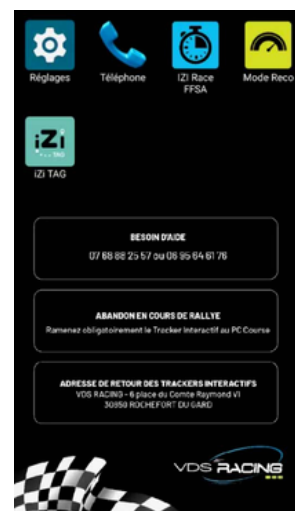 Réglages
Téléphone
IZI Race
FFSA
Mode Reco
iZi
TAG
iZi TAG
BESOIN D'AIDE
07 68 88 25 57 ou 06 95 64 61 76
ABANDON EN COURS DE RALLYE
Ramenez obligatoirement le Tracker Interactif au PC Course
ADRESSE DE RETOUR DES TRACKERS INTERACTIFS
VDS RACING - 6 place du Comte Raymond VI
30650 ROCHEFORT DU GARD
VDS RACING